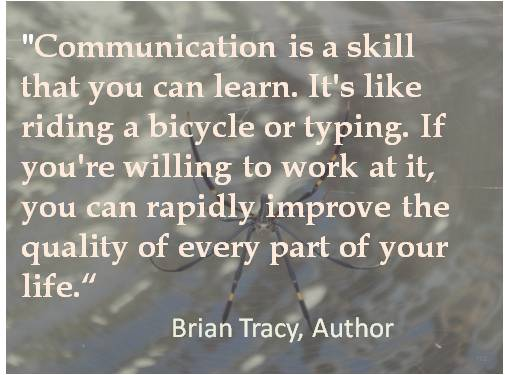 "Communication is a skill
that you can learn. It's like
riding a bicycle or typing. If
you're willing to work at it,
you can rapidly improve the
quality of every part of your
life.“
Brian Tracy, Author